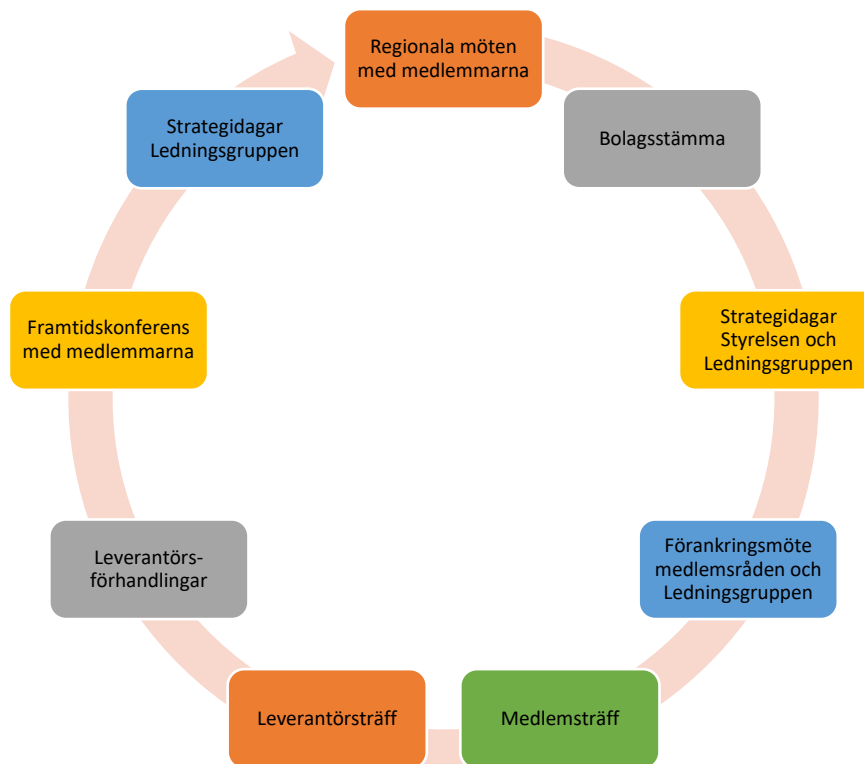 Regionala möten
med medlemmarna
Bolagsstämma
Strategidagar
Styrelsen och
Ledningsgruppen
Förankringsmöte
medlemsråden och
Ledningsgruppen
Medlemsträff
Leverantörsträff
Leverantörs-
förhandlingar
Framtidskonferens
med medlemmarna
Strategidagar
Ledningsgruppen